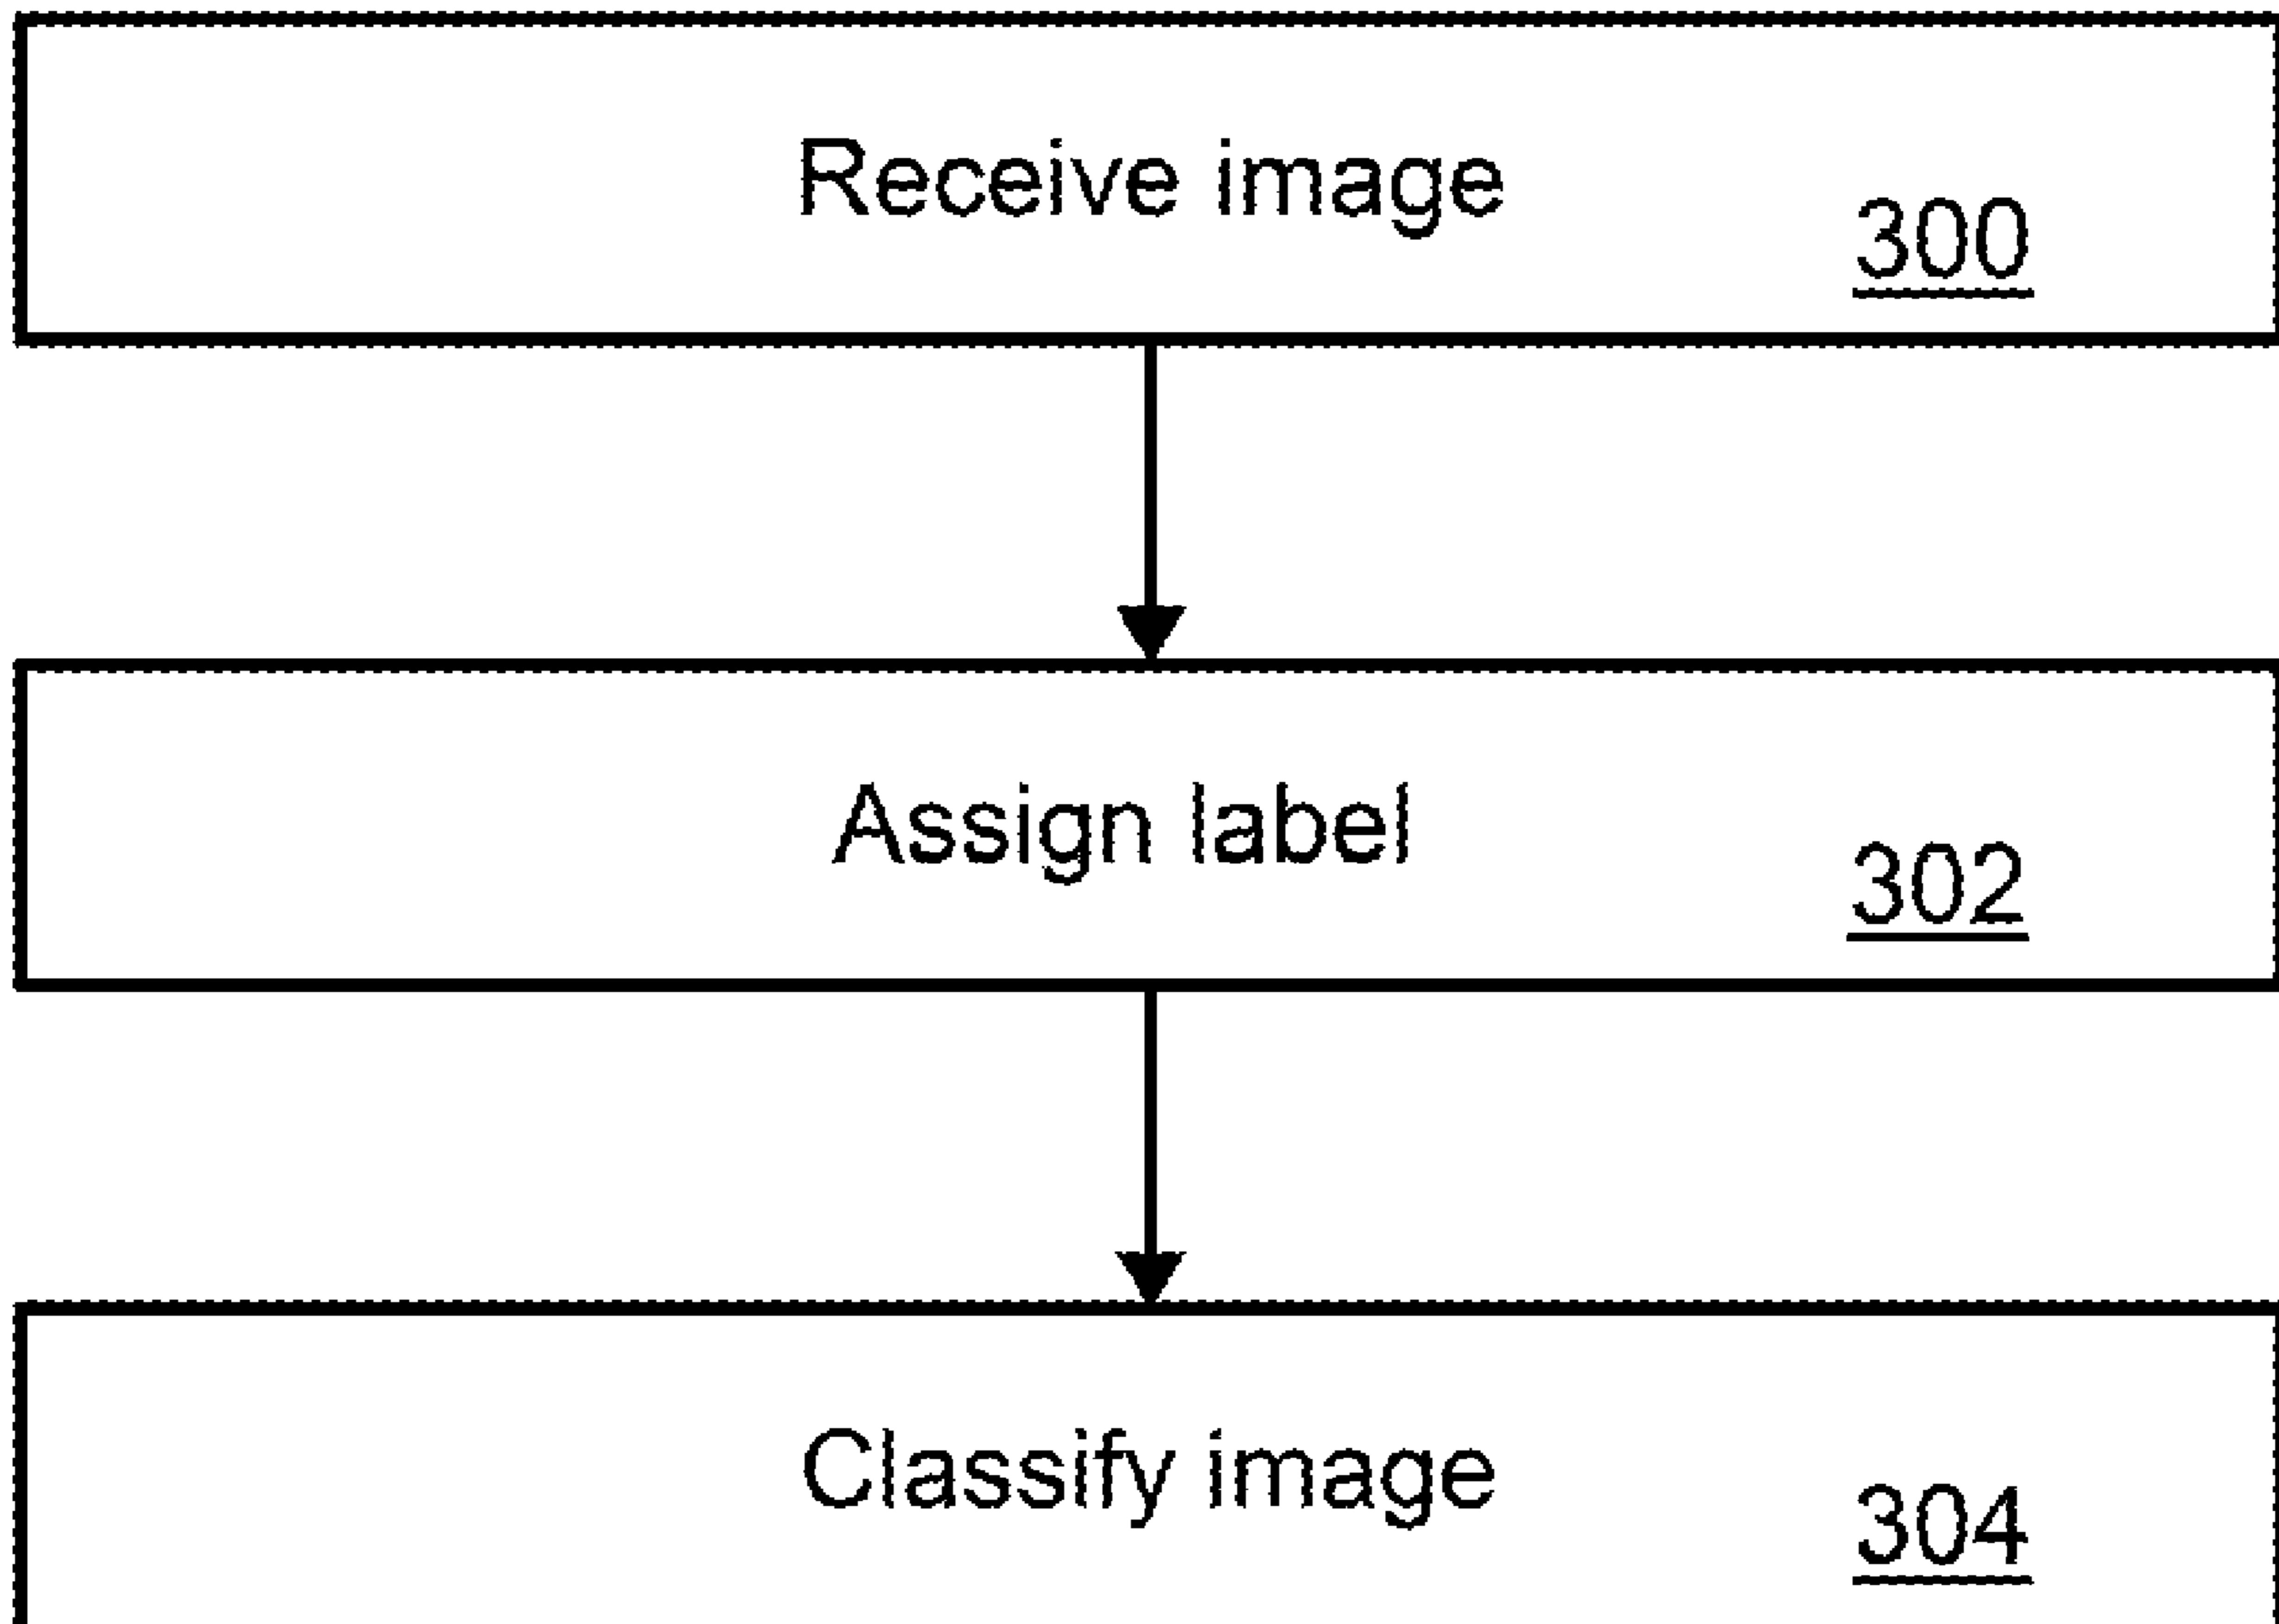 Receive image
300
Assign label
302
Classify image
304